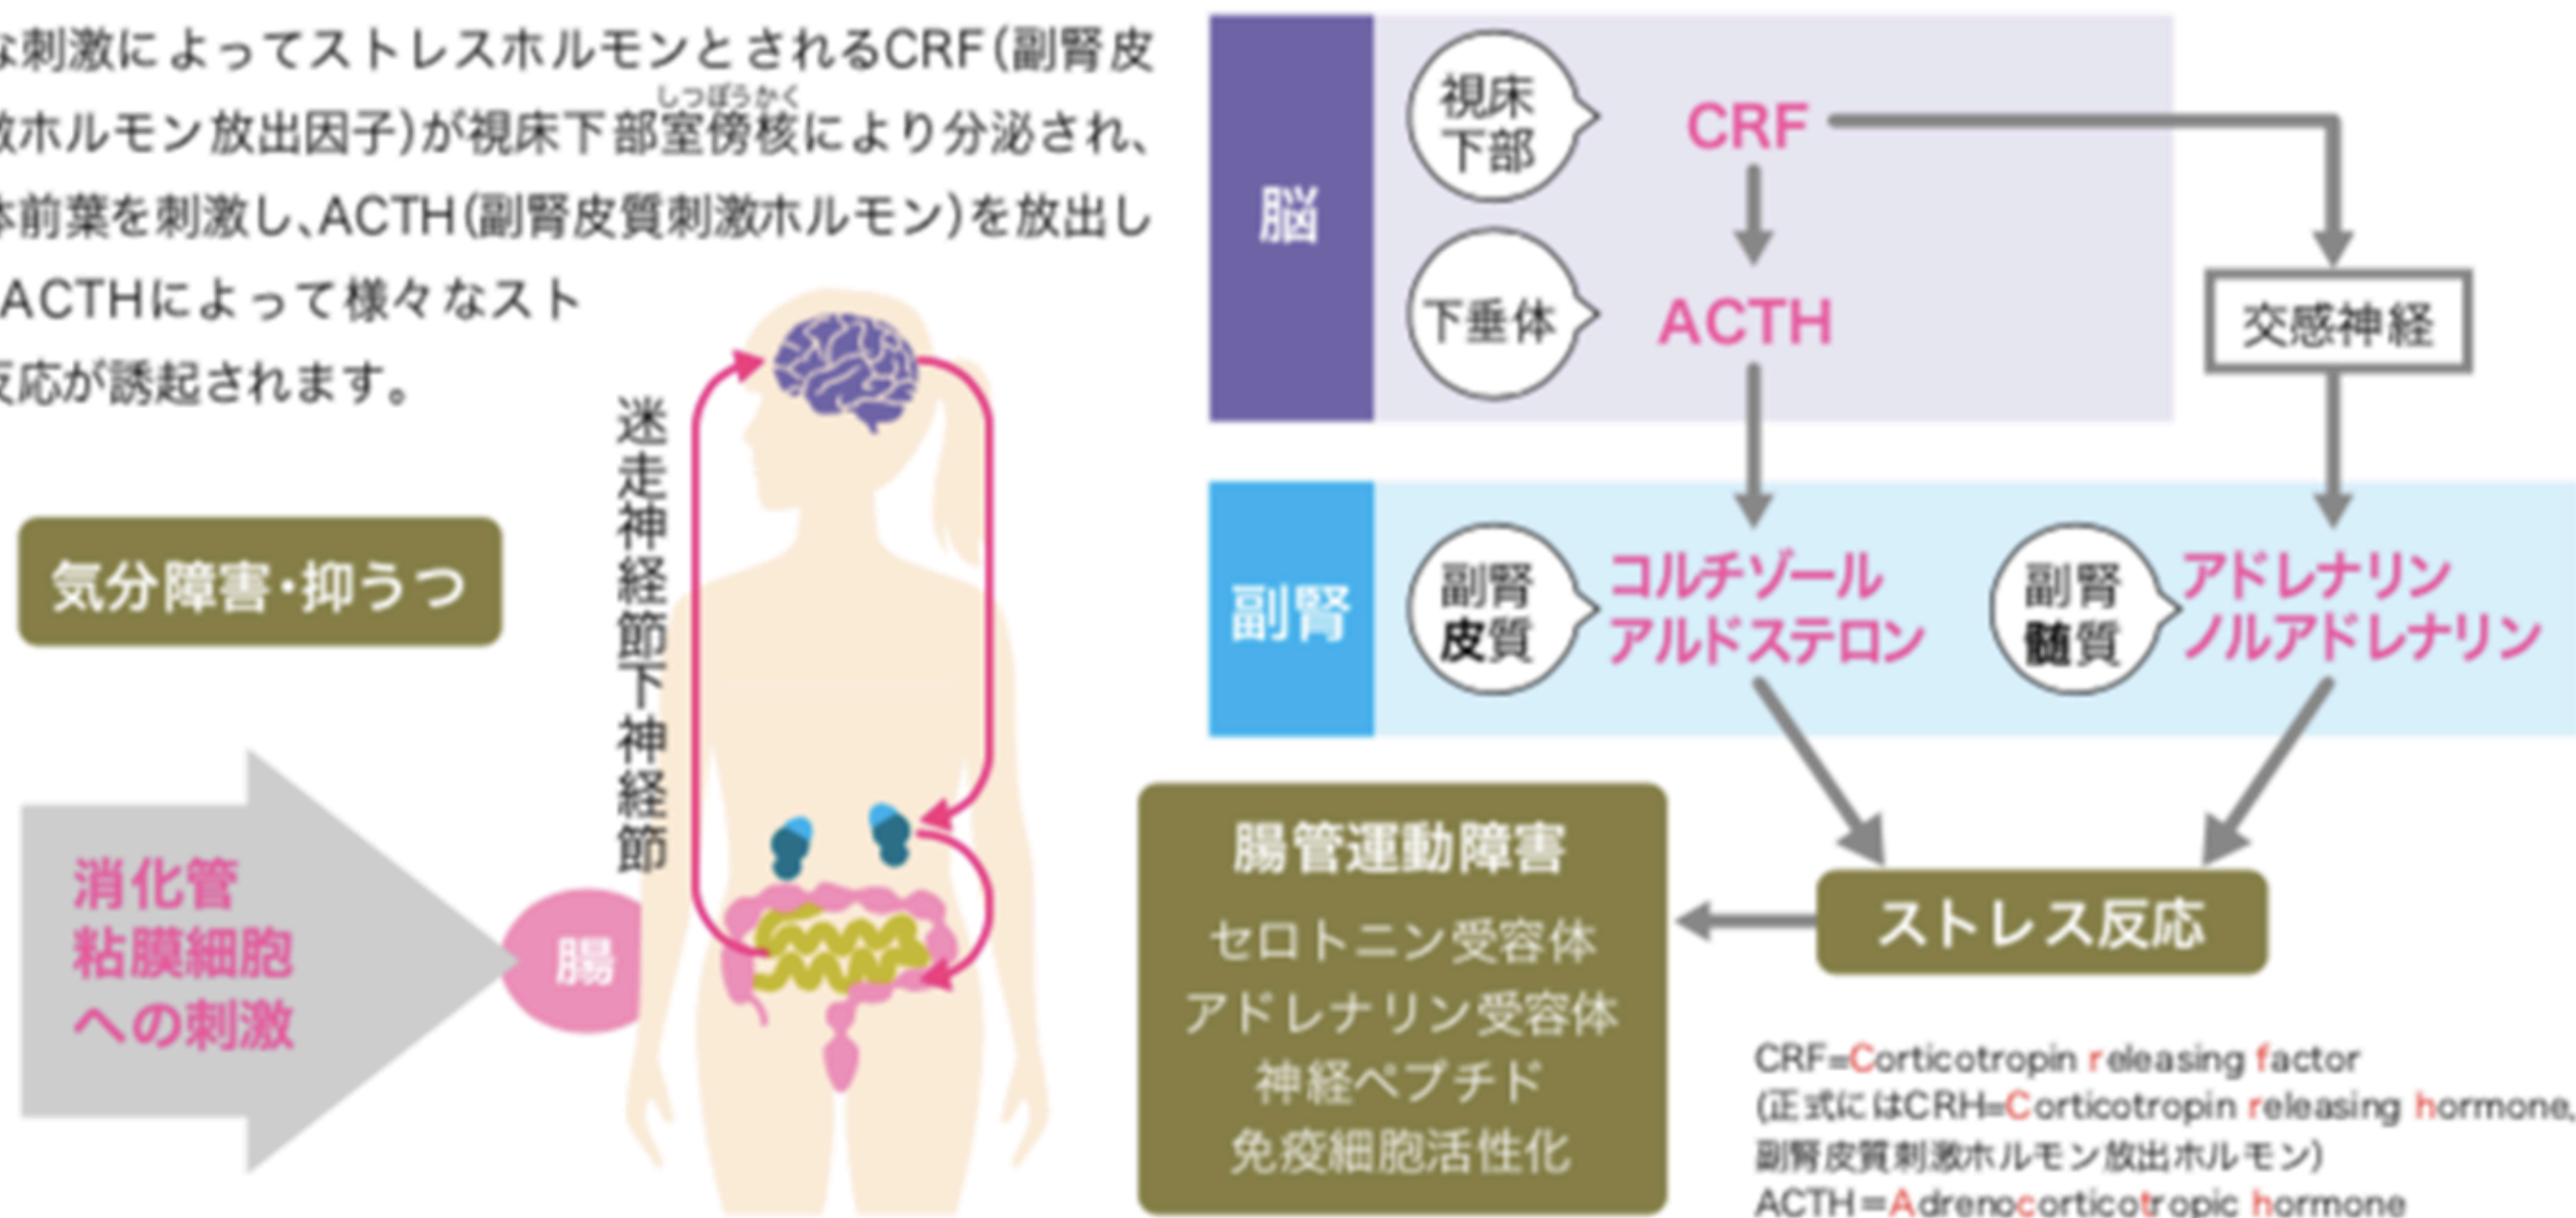 な刺激によってストレスホルモンとされるCRF(副腎皮
激ホルモン放出因子)が視床下部室傍核により分泌され、
しつぼうかく
体前葉を刺激し、ACTH(副腎皮質刺激ホルモン)を放出し
ACTHによって様々なスト
反応が誘起されます。
気分障害・抑うつ
消化管
粘膜細胞
への刺激
腸
迷走神経節下神経節
脳
視床
下部
CRF
下垂体
ACTH
交感神経
副腎
副腎
皮質
コルチゾール
アルドステロン
副腎
髄質
アドレナリン
ノルアドレナリン
ストレス反応
腸管運動障害
セロトニン受容体
アドレナリン受容体
神経ペプチド
免疫細胞活性化
CRF=Corticotropin releasing factor
(正式にはCRH=Corticotropin releasing hormone,
副腎皮質刺激ホルモン放出ホルモン)
ACTH=Adrenocorticotropic hormone